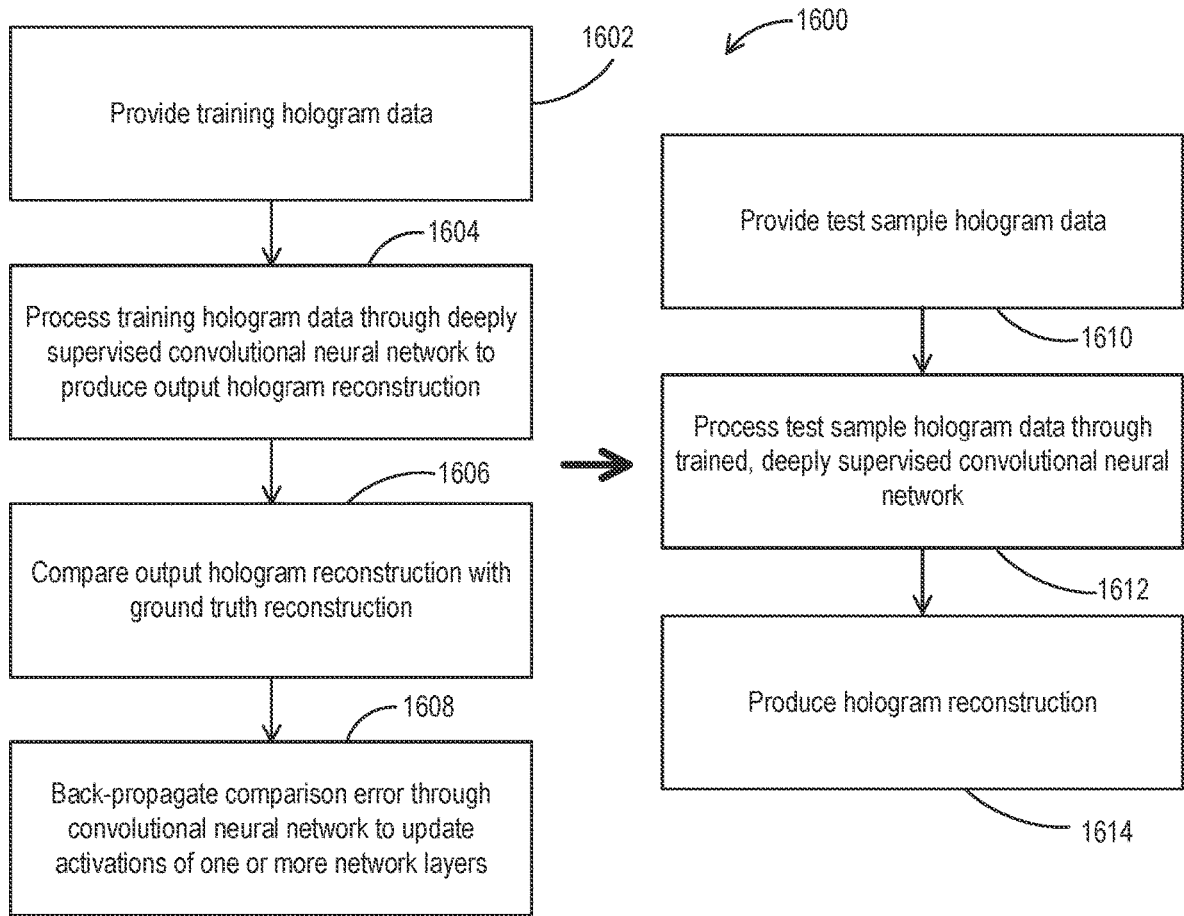 1600
1602
Provide training hologram data
1604
Process training hologram data through deeply
supervised convolutional neural network to
produce output hologram reconstruction
1606
Compare output hologram reconstruction with
ground truth reconstruction
1608
Back-propagate comparison error through
convolutional neural network to update
activations of one or more network layers
Provide test sample hologram data
1610
Process test sample hologram data through
trained, deeply supervised convolutional neural
network
1612
Produce hologram reconstruction
1614